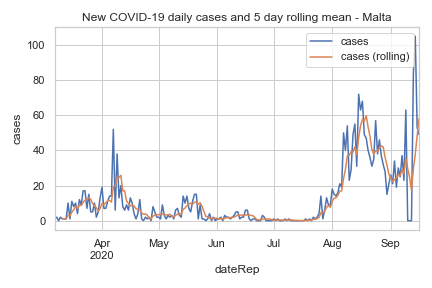 New COVID-19 daily cases and 5 day rolling mean - Malta
cases
cases (rolling)
100
80
60
40
20
0
cases
Apr
2020
May
Jun
Jul
Aug
Sep
dateRep